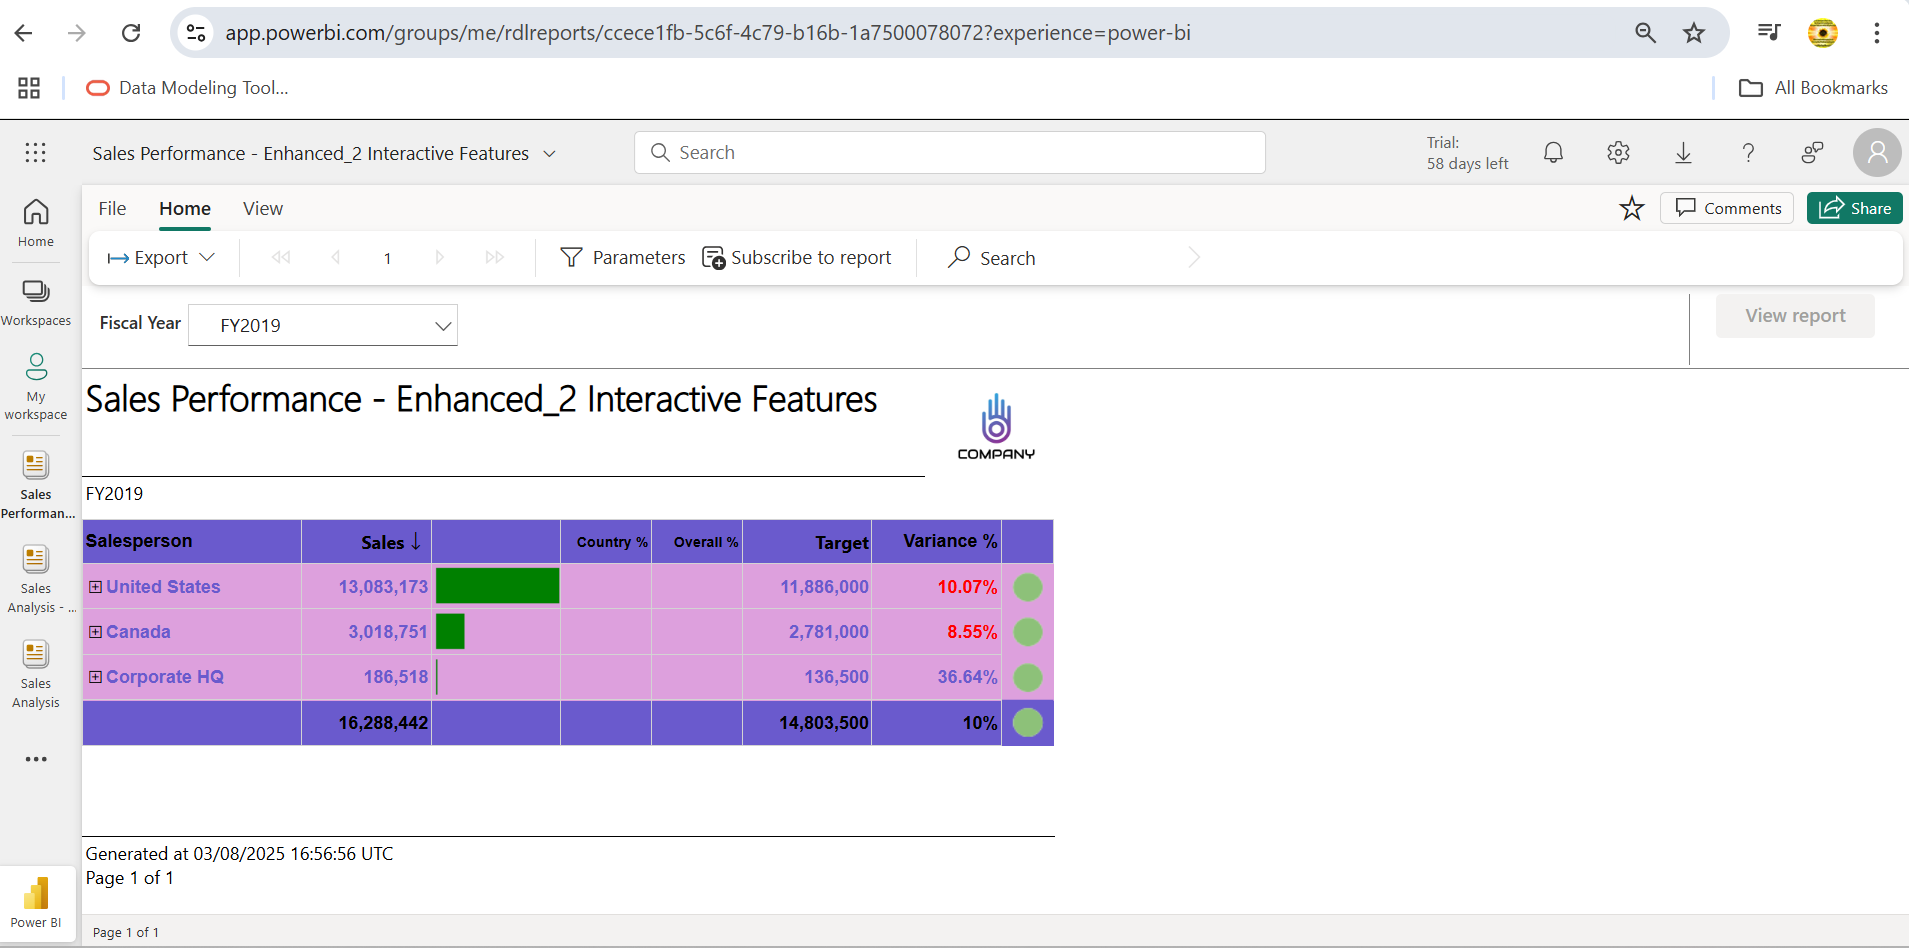 app.powerbi.com/groups/me/rdlreports/ccece1fb-5c6f-4c79-b16b-1a7500078072?experience=power-bi
Data Modeling Tool...
All Bookmarks
Sales Performance - Enhanced_2 Interactive Features
Search
Trial:
58 days left
File Home View
Comments
Share
Export
1
Parameters
Subscribe to report
Search
Fiscal Year
FY2019
View report
Home
Workspaces
My
workspace
Sales
Performan...
Sales
Analysis - ...
Sales
Analysis
Power BI
Sales Performance - Enhanced_2 Interactive Features
COMPANY
FY2019
Salesperson Sales Country % Overall % Target Variance %
United States 13,083,173 11,886,000 10.07%
Canada 3,018,751 2,781,000 8.55%
Corporate HQ 186,518 136,500 36.64%
16,288,442 14,803,500 10%
Generated at 03/08/2025 16:56:56 UTC
Page 1 of 1
Page 1 of 1